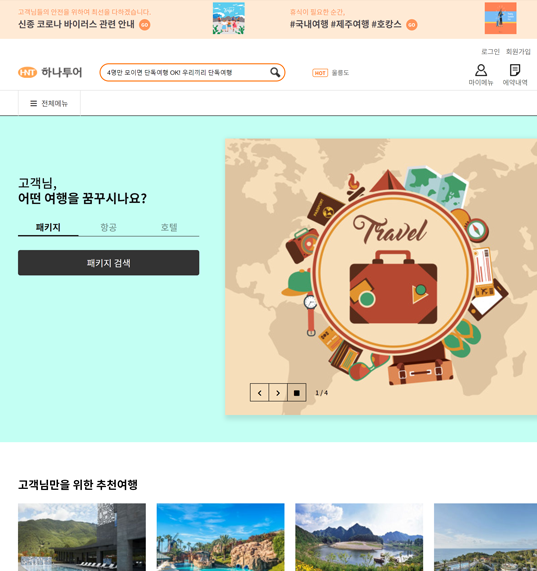 고객님들의 안전을 위하여 최선을 다하겠습니다.
신종 코로나 바이러스 관련 안내 GO
휴식이 필요한 순간,
#국내여행 #제주여행 #호캉스 GO
로그인 회원가입
HNT 하나투어
4명만 모이면 단독여행 OK! 우리끼리 단독여행
HOT 울릉도
마이메뉴 예약내역
전체메뉴
고객님,
어떤 여행을 꿈꾸시나요?
패키지 항공 호텔
패키지 검색
Travel
1 / 4
고객님만을 위한 추천여행